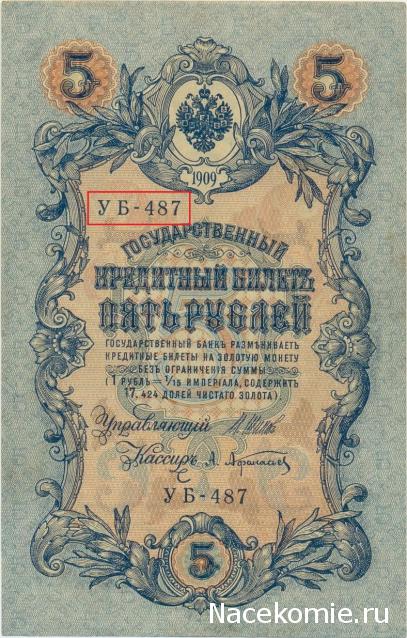 5 5
1909
УБ-487
ГОСУДАРСТВЕННЫЙ
КРЕДИТНЫЙ БИЛЕТЪ
ПЯТЬ РУБЛЕЙ
ГОСУДАРСТВЕННЫЙ БАНКЪ РАЗМѢНИВАЕТЪ
КРЕДИТНЫЕ БИЛЕТЫ НА ЗОЛОТУЮ МОНЕТУ
БЕЗЪ ОГРАНИЧЕНІЯ СУММЫ
(1 РУБЛЬ = 1/15 ИМПЕРІАЛА, СОДЕРЖИТЪ
17,424 ДОЛЕЙ ЧИСТАГО ЗОЛОТА).
Управляющій И. Шипов
Кассиръ А. Афанасьев
УБ-487
5
Nacekomie.ru